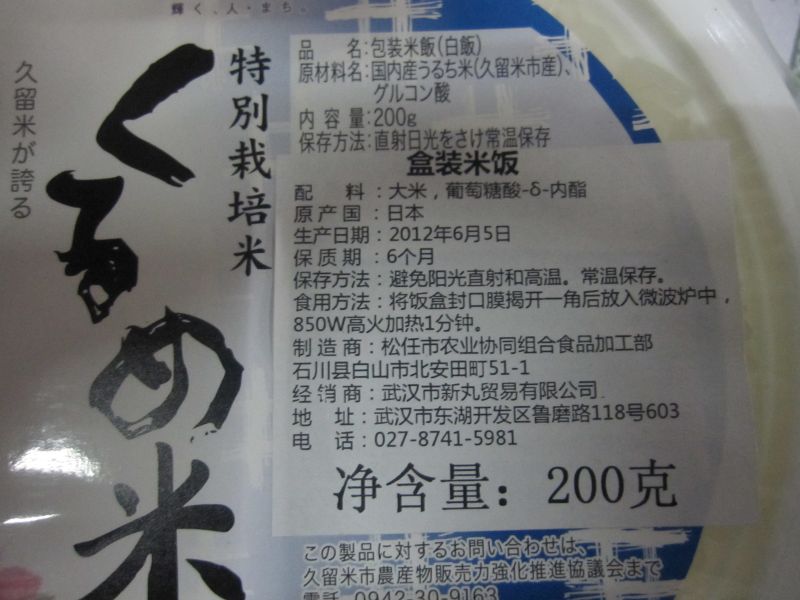 輝く、人・まち。
久留米が誇る
特別栽培米
くるめ米
品　　名:包装米飯(白飯)
原材料名:国内産うるち米(久留米市産)、
グルコン酸
内 容 量:200g
保存方法:直射日光をさけ常温保存
盒装米饭
配　　料：大米，葡萄糖酸-δ-内酯
原 产 国 ：日本
生产日期：2012年6月5日
保 质 期 ：6个月
保存方法：避免阳光直射和高温。常温保存。
食用方法：将饭盒封口膜揭开一角后放入微波炉中，
850W高火加热1分钟。
制 造 商：松任市农业协同组合食品加工部
石川县白山市北安田町51-1
经 销 商：武汉市新丸贸易有限公司
地　　址：武汉市东湖开发区鲁磨路118号603
电　　话：027-8741-5981
净含量：200克
この製品に対するお問い合わせは、
久留米市農産物販売力強化推進協議会まで
電話 0942-30-9163